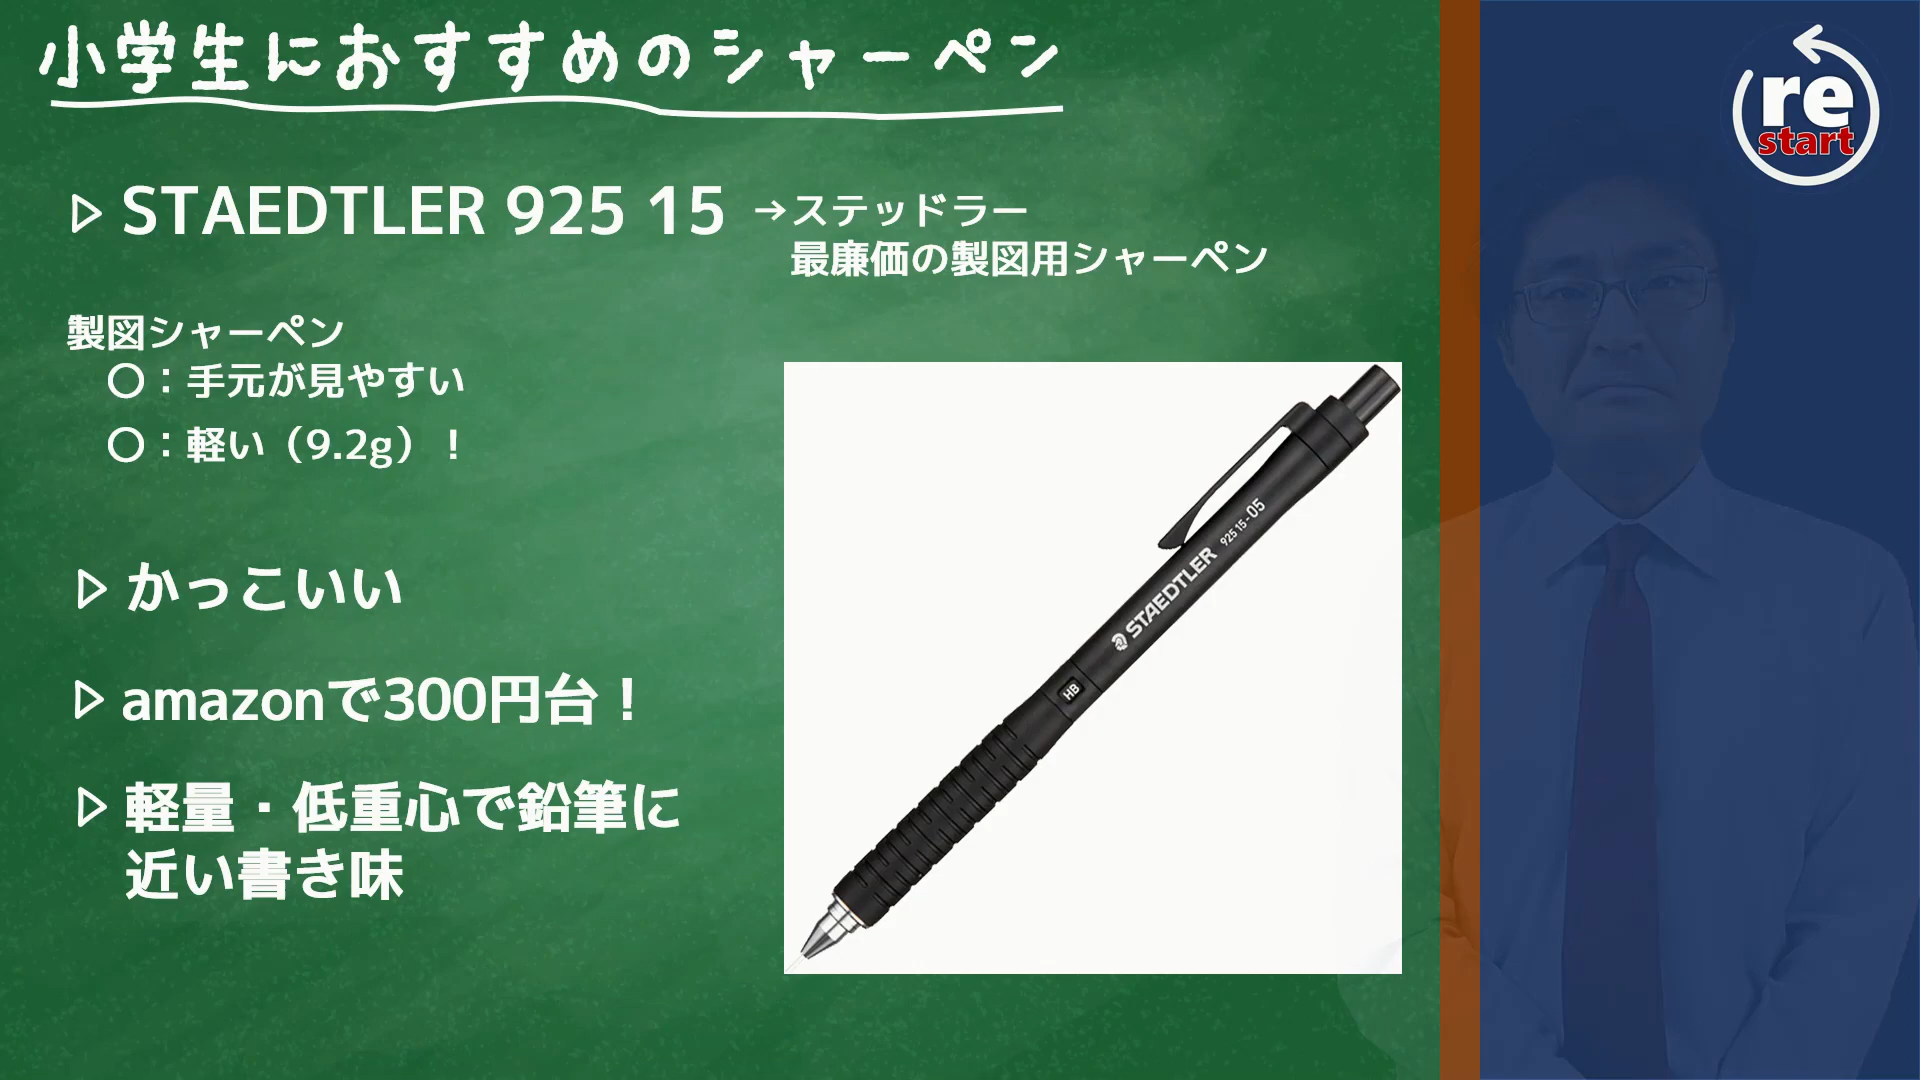 小学生におすすめのシャーペン
re
start
▷ STAEDTLER 925 15 →ステッドラー
最廉価の製図用シャーペン
製図シャーペン
〇：手元が見やすい
〇：軽い（9.2g）！
▷ かっこいい
▷ amazonで300円台！
▷ 軽量・低重心で鉛筆に
近い書き味
STAEDTLER 925 15-05
HB